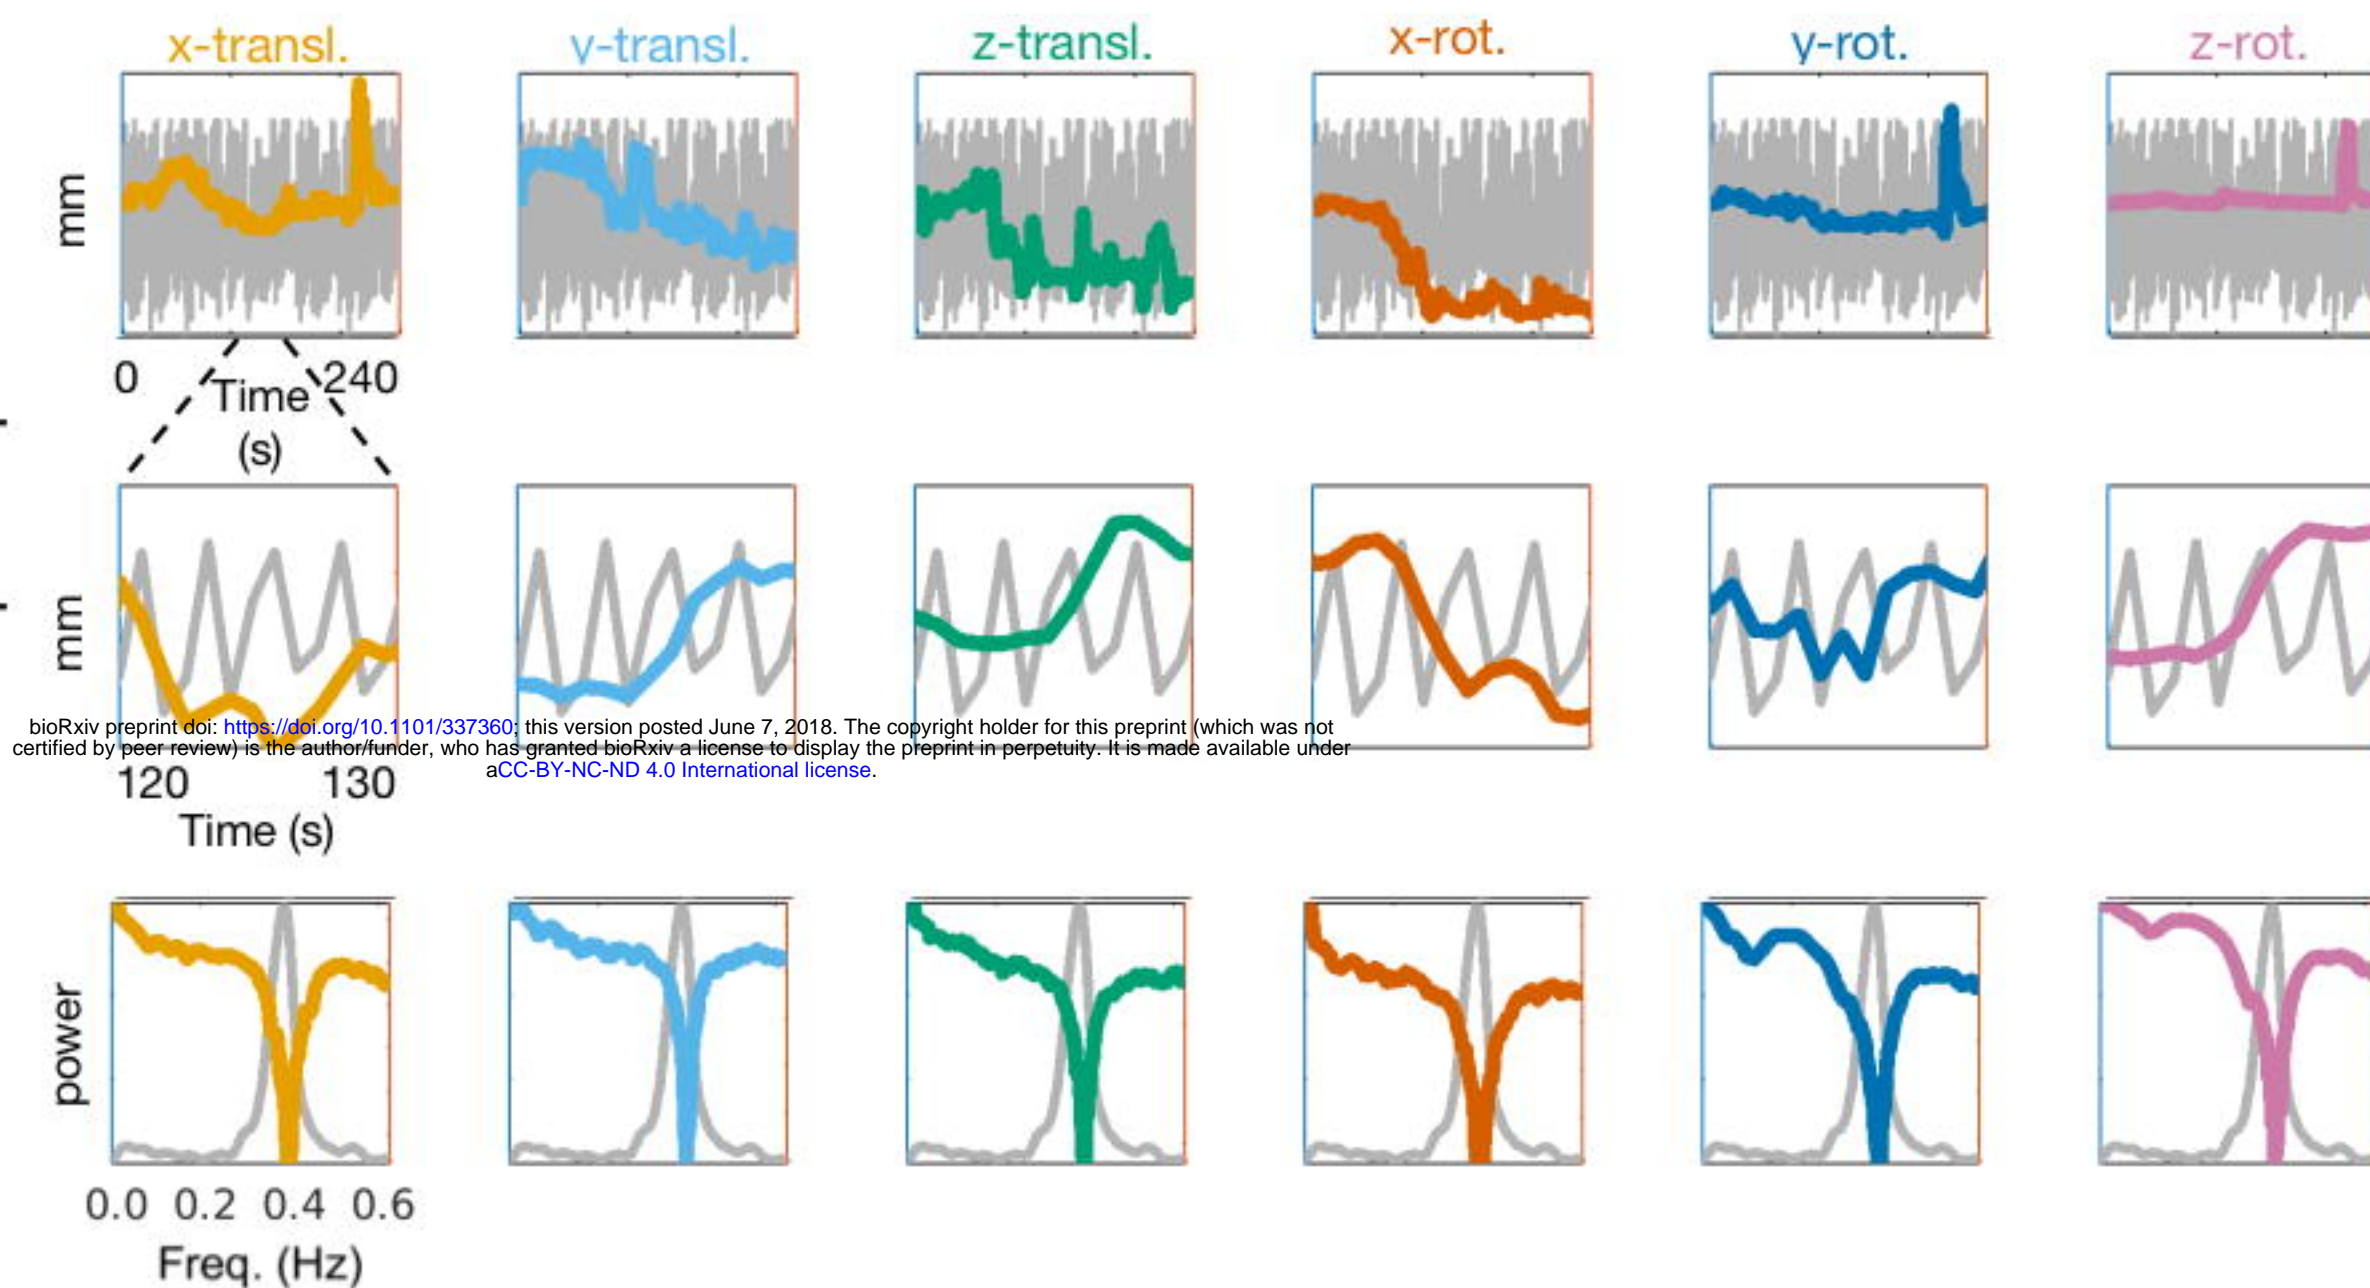 x-transl. y-transl. z-transl. x-rot. y-rot. z-rot.
mm
0 240
Time
(s)
mm
bioRxiv preprint doi: https://doi.org/10.1101/337360; this version posted June 7, 2018. The copyright holder for this preprint (which was not
certified by peer review) is the author/funder, who has granted bioRxiv a license to display the preprint in perpetuity. It is made available under
aCC-BY-NC-ND 4.0 International license.
120 130
Time (s)
power
0.0 0.2 0.4 0.6
Freq. (Hz)